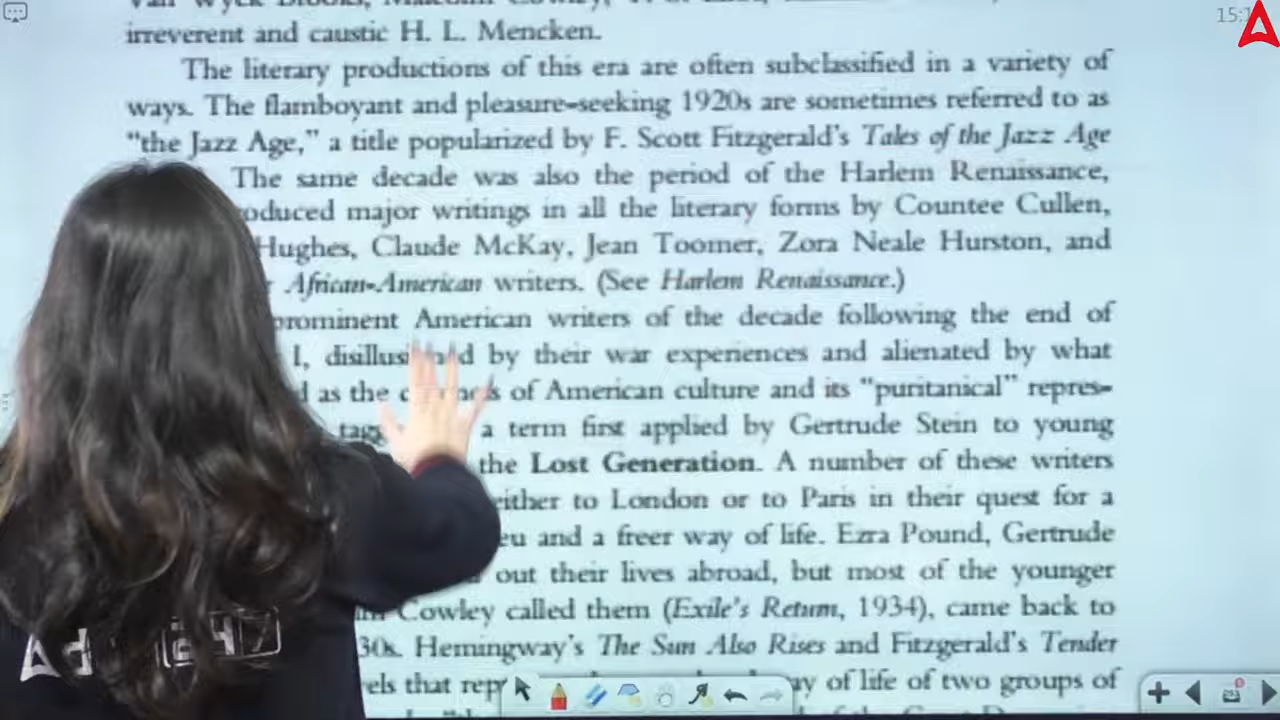 irreverent and caustic H. L. Mencken.
The literary productions of this era are often subclassified in a variety of
ways. The flamboyant and pleasure-seeking 1920s are sometimes referred to as
“the Jazz Age,” a title popularized by F. Scott Fitzgerald’s Tales of the Jazz Age
The same decade was also the period of the Harlem Renaissance,
major writings in all the literary forms by Countee Cullen,
Hughes, Claude McKay, Jean Toomer, Zora Neale Hurston, and
African-American writers. (See Harlem Renaissance.)
prominent American writers of the decade following the end of
I, by their war experiences and alienated by what
as the of American culture and its “puritanical” repres-
a term first applied by Gertrude Stein to young
the Lost Generation. A number of these writers
either to London or to Paris in their quest for a
and a freer way of life. Ezra Pound, Gertrude
out their lives abroad, but most of the younger
Cowley called them (Exile’s Return, 1934), came back to
Hemingway’s The Sun Also Rises and Fitzgerald’s Tender
that of life of two groups of